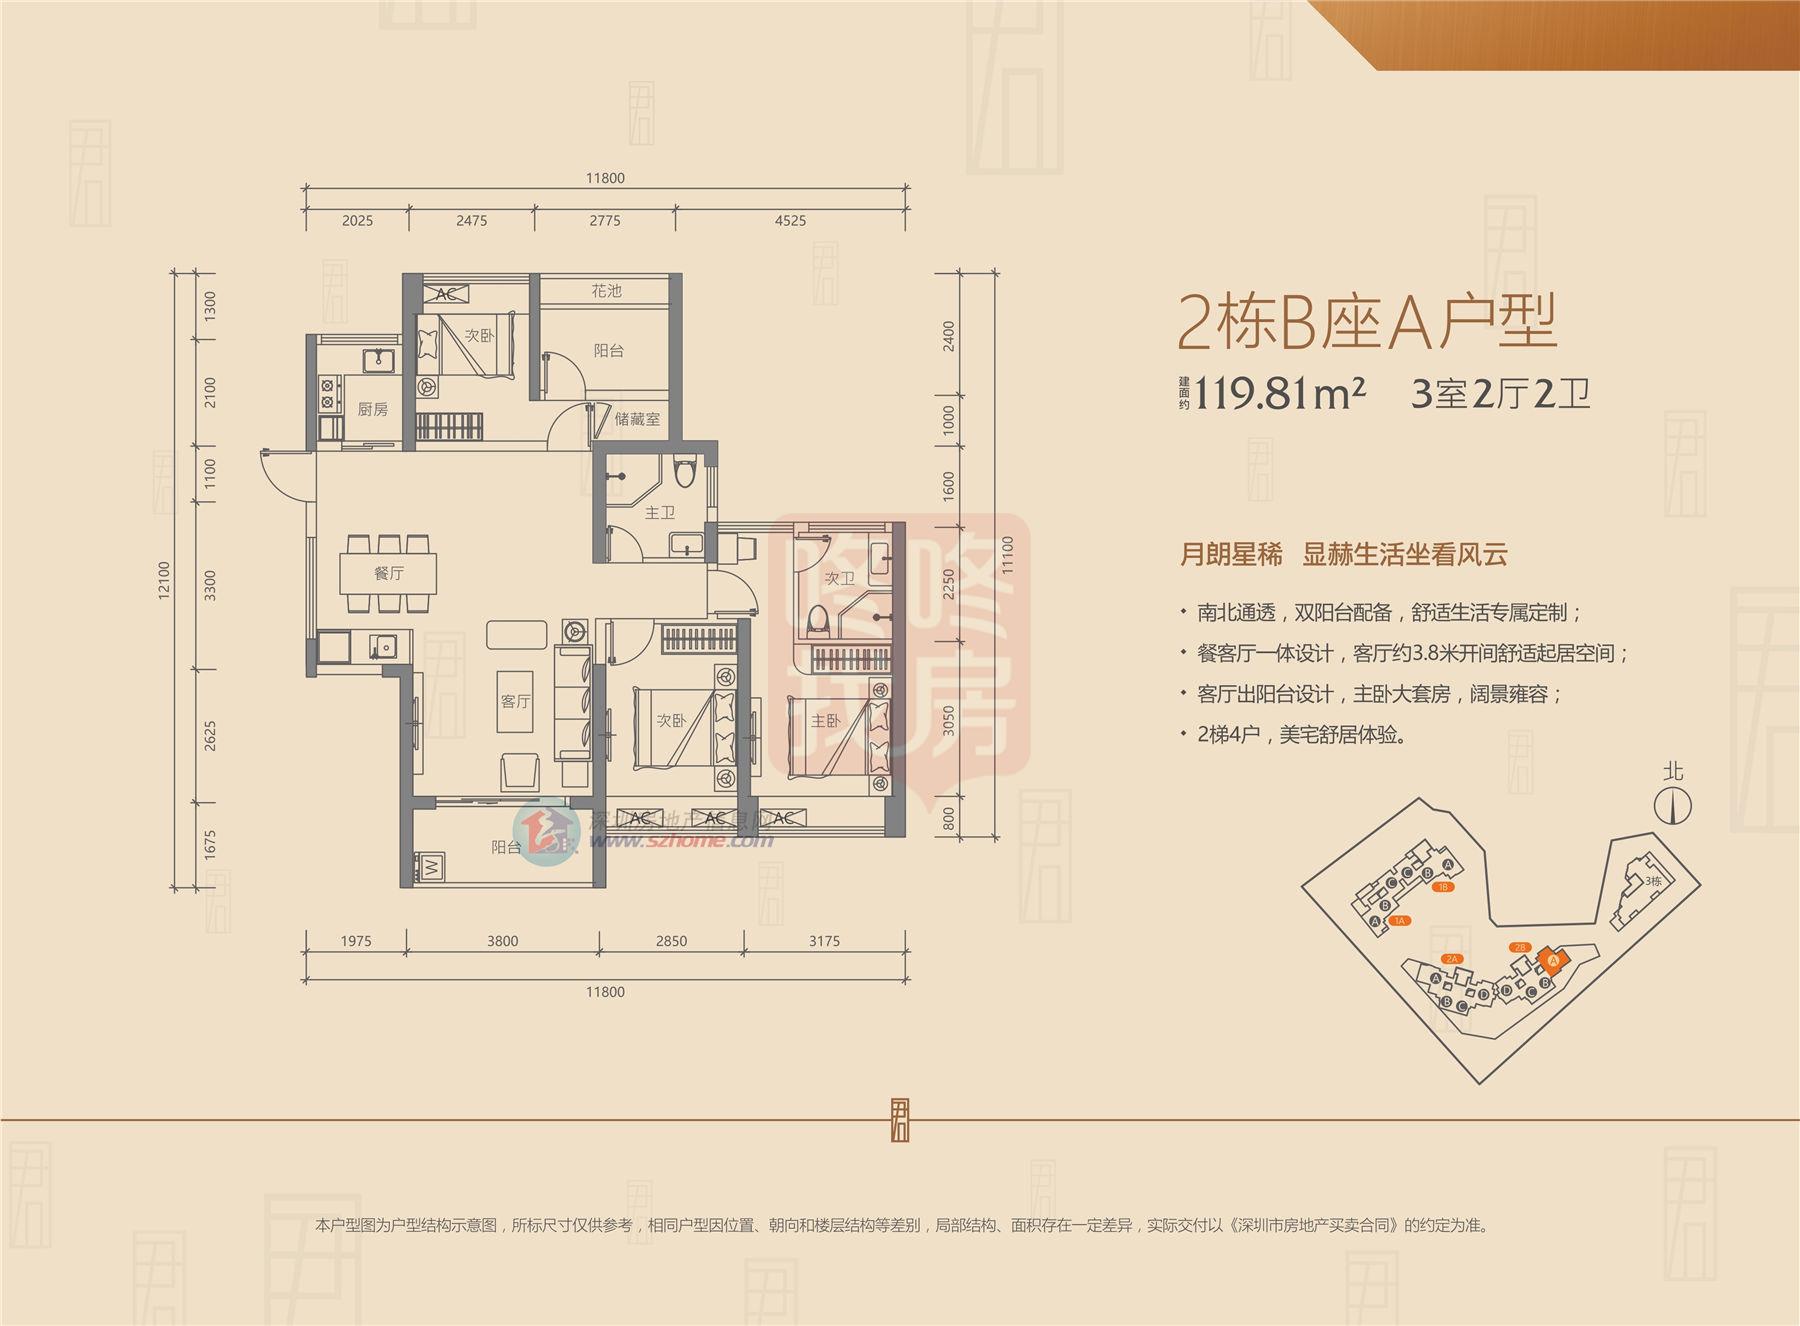 11800
2025 2475 2775 4525
12100
1300
2100
1100
3300
2625
1675
AC
次卧
花池
阳台
厨房
储藏室
主卫
餐厅
次卫
客厅
次卧
主卧
AC
AC
AC
阳台
W
2400
1000
1600
2250
3050
800
11100
1975 3800 2850 3175
11800
咚咚
找房
深圳房地产信息网
www.szhome.com
2栋B座A户型
建面约119.81m² 3室2厅2卫
月朗星稀 显赫生活坐看风云
• 南北通透，双阳台配备，舒适生活专属定制；
• 餐客厅一体设计，客厅约3.8米开间舒适起居空间；
• 客厅出阳台设计，主卧大套房，阔景雍容；
• 2梯4户，美宅舒居体验。
北
A
B
C
C
1B
B
A
1A
3栋
2B
A
2A
A
B
C
D
D
C
B
本户型图为户型结构示意图，所标尺寸仅供参考，相同户型因位置、朝向和楼层结构等差别，局部结构、面积存在一定差异，实际交付以《深圳市房地产买卖合同》的约定为准。